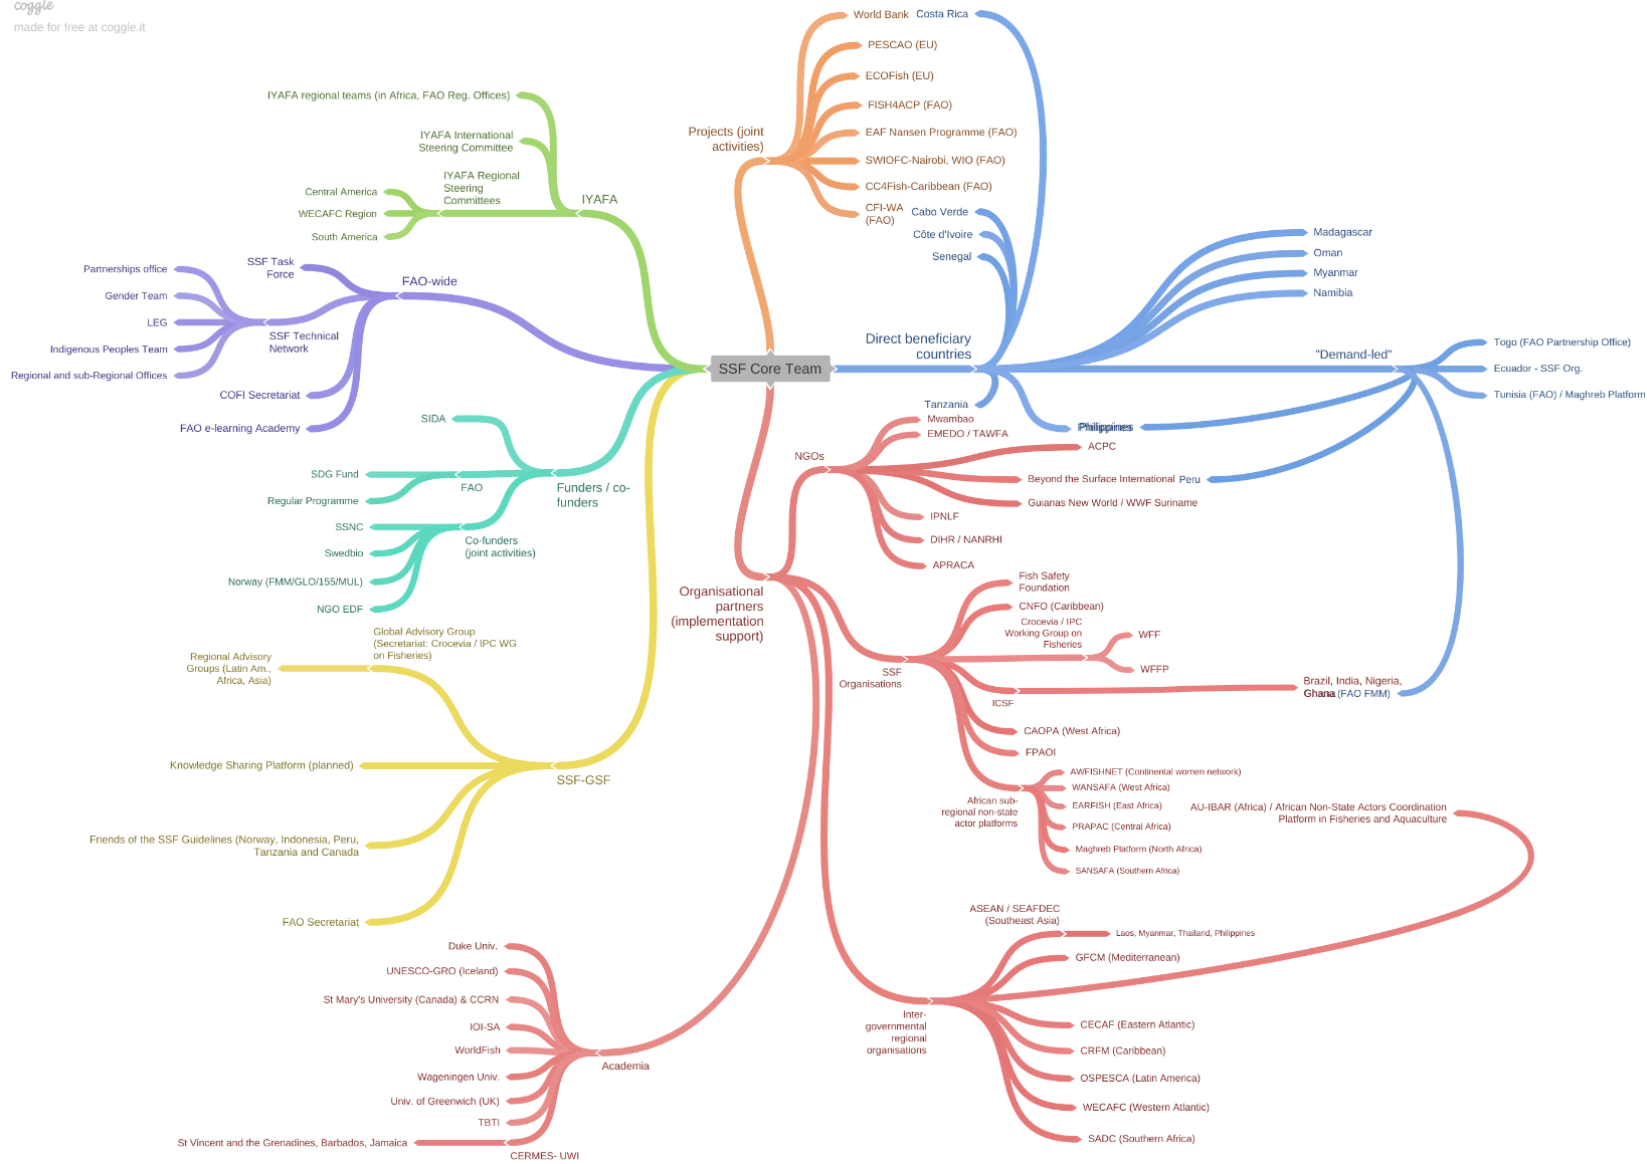 coggle
made for free at coggle.it
SSF Core Team
Projects (joint
activities)
World Bank
PESCAO (EU)
ECOFish (EU)
FISH4ACP (FAO)
EAF Nansen Programme (FAO)
SWIOFC-Nairobi, WIO (FAO)
CC4Fish-Caribbean (FAO)
CFI-WA
(FAO)
Direct beneficiary
countries
Costa Rica
Cabo Verde
Côte d'Ivoire
Senegal
Tanzania
Madagascar
Oman
Myanmar
Namibia
Philippines
"Demand-led"
Togo (FAO Partnership Office)
Ecuador - SSF Org.
Tunisia (FAO) / Maghreb Platform
Philippines
Peru
Brazil, India, Nigeria,
Ghana (FAO FMM)
Organisational
partners
(implementation
support)
NGOs
Mwambao
EMEDO / TAWFA
ACPC
Beyond the Surface International
Guianas New World / WWF Suriname
IPNLF
DIHR / NANRHI
APRACA
SSF
Organisations
Fish Safety
Foundation
CNFO (Caribbean)
Crocevia / IPC
Working Group on
Fisheries
WFF
WFFP
ICSF
CAOPA (West Africa)
FPAOI
African sub-
regional non-state
actor platforms
AWFISHNET (Continental women network)
WANSAFA (West Africa)
EARFISH (East Africa)
PRAPAC (Central Africa)
Maghreb Platform (North Africa)
SANSAFA (Southern Africa)
Inter-
governmental
regional
organisations
AU-IBAR (Africa) / African Non-State Actors Coordination
Platform in Fisheries and Aquaculture
ASEAN / SEAFDEC
(Southeast Asia)
Laos, Myanmar, Thailand, Philippines
GFCM (Mediterranean)
CECAF (Eastern Atlantic)
CRFM (Caribbean)
OSPESCA (Latin America)
WECAFC (Western Atlantic)
SADC (Southern Africa)
Academia
Duke Univ.
UNESCO-GRO (Iceland)
St Mary's University (Canada) & CCRN
IOI-SA
WorldFish
Wageningen Univ.
Univ. of Greenwich (UK)
TBTI
CERMES- UWI
St Vincent and the Grenadines, Barbados, Jamaica
IYAFA
IYAFA regional teams (in Africa, FAO Reg. Offices)
IYAFA International
Steering Committee
IYAFA Regional
Steering
Committees
Central America
WECAFC Region
South America
FAO-wide
SSF Task
Force
SSF Technical
Network
Partnerships office
Gender Team
LEG
Indigenous Peoples Team
Regional and sub-Regional Offices
COFI Secretariat
FAO e-learning Academy
Funders / co-
funders
SIDA
FAO
SDG Fund
Regular Programme
Co-funders
(joint activities)
SSNC
Swedbio
Norway (FMM/GLO/155/MUL)
NGO EDF
SSF-GSF
Global Advisory Group
(Secretariat: Crocevia / IPC WG
on Fisheries)
Regional Advisory
Groups (Latin Am.,
Africa, Asia)
Knowledge Sharing Platform (planned)
Friends of the SSF Guidelines (Norway, Indonesia, Peru,
Tanzania and Canada
FAO Secretariat